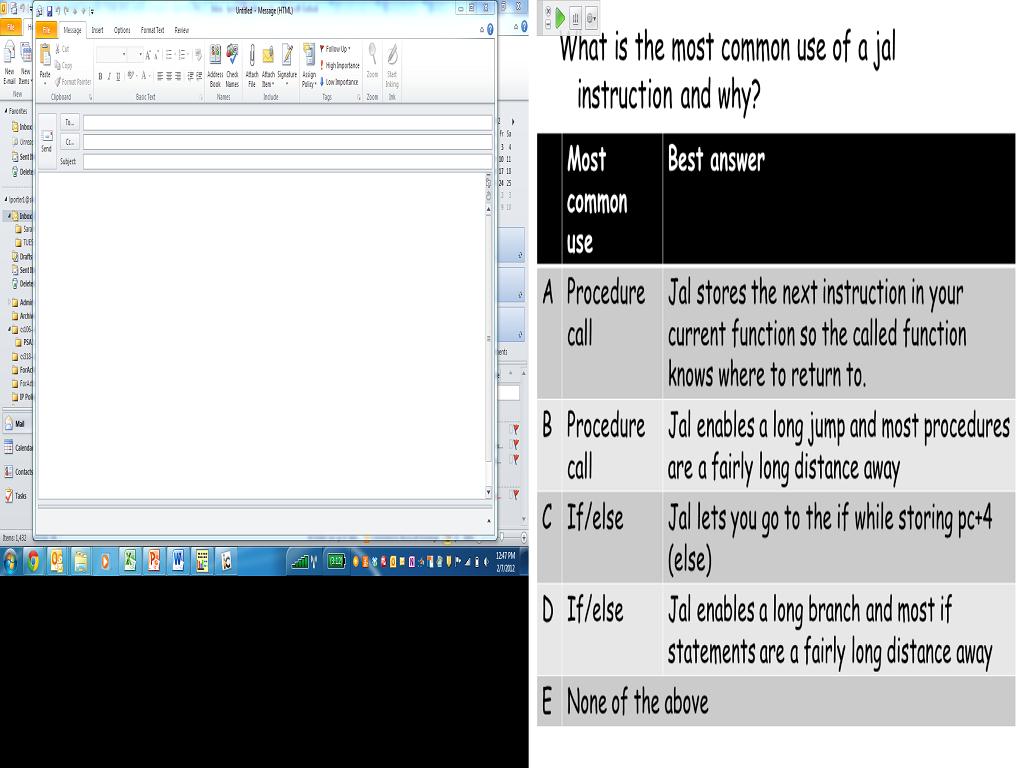 Untitled - Message (HTML)
File Message Insert Options Format Text Review
Paste
Cut
Copy
Format Painter
Clipboard
Basic Text
Address Book
Check Names
Names
Attach File
Attach Item
Signature
Include
Assign Policy
Follow Up
High Importance
Low Importance
Tags
Zoom
Zoom
Start Inking
Ink
File
New E-mail
New Items
New
Favorites
Inbox
Sent
Delete
Inbox
Drafts
Sent
Delete
Mail
Calenda
Contacts
Tasks
Items: 1,432
Send
To...
Cc...
Subject:
12:47 PM
2/7/2012
What is the most common use of a jal
instruction and why?
Most common use
Best answer
A Procedure call
Jal stores the next instruction in your
current function so the called function
knows where to return to.
B Procedure call
Jal enables a long jump and most procedures
are a fairly long distance away
C If/else
Jal lets you go to the if while storing pc+4
(else)
D If/else
Jal enables a long branch and most if
statements are a fairly long distance away
E None of the above